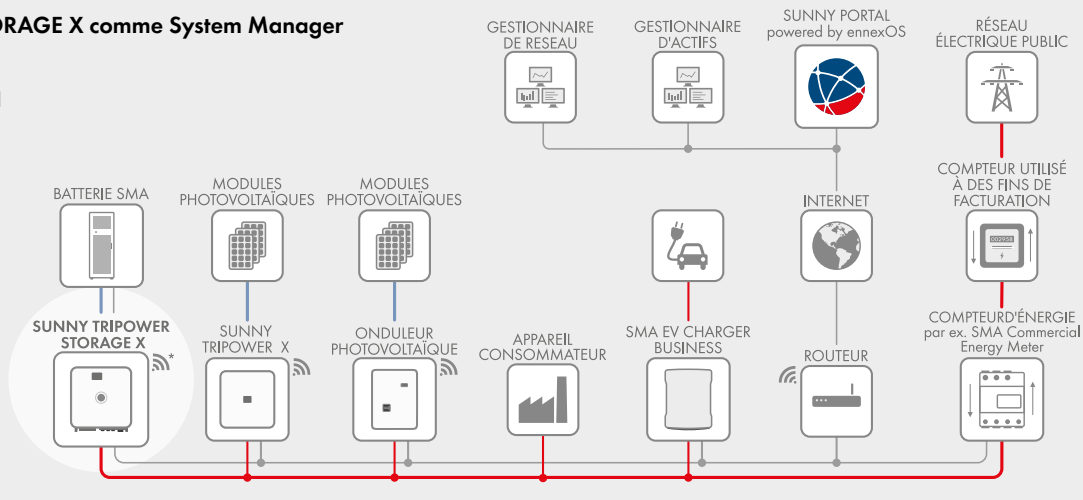 ORAGE X comme System Manager
GESTIONNAIRE
DE RESEAU
GESTIONNAIRE
D'ACTIFS
SUNNY PORTAL
powered by ennexOS
RÉSEAU
ÉLECTRIQUE PUBLIC
BATTERIE SMA
MODULES
PHOTOVOLTAÏQUES
MODULES
PHOTOVOLTAÏQUES
INTERNET
COMPTEUR UTILISÉ
À DES FINS DE
FACTURATION
SUNNY TRIPOWER
STORAGE X
*
SUNNY
TRIPOWER X
ONDULEUR
PHOTOVOLTAÏQUE
APPAREIL
CONSOMMATEUR
SMA EV CHARGER
BUSINESS
ROUTEUR
COMPTEURD'ÉNERGIE
par ex. SMA Commercial
Energy Meter